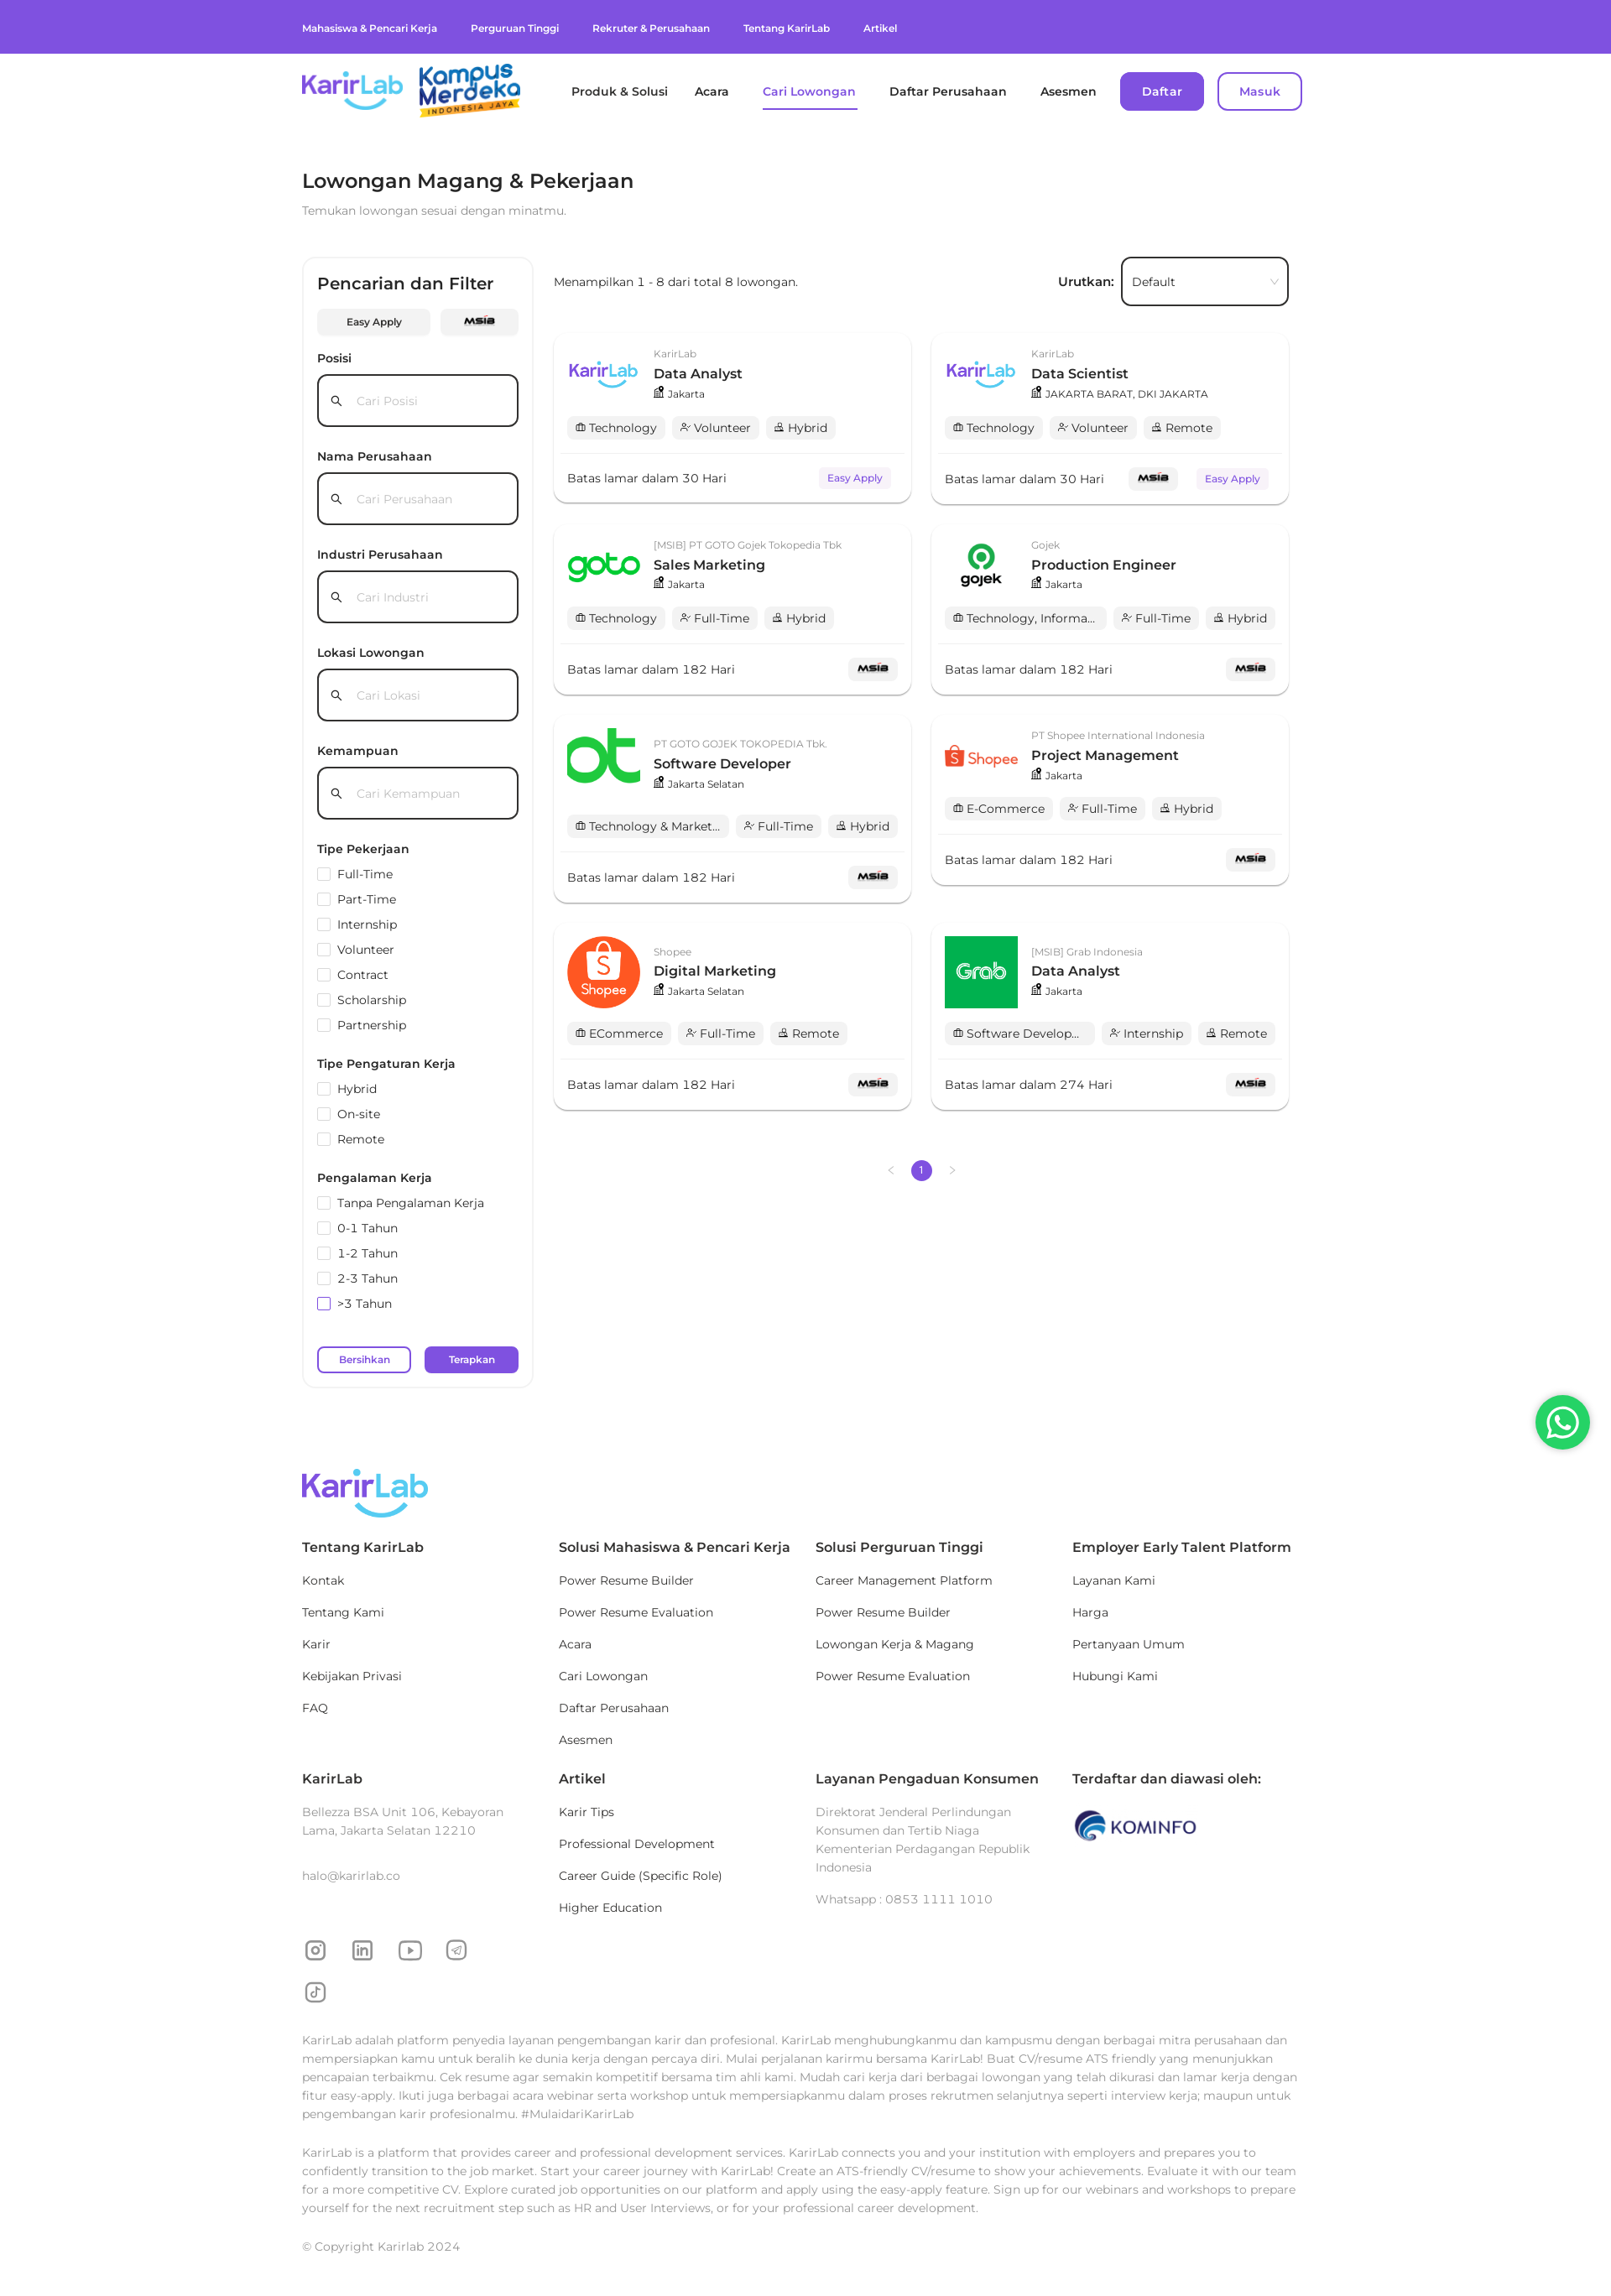 Mahasiswa & Pencari Kerja
Perguruan Tinggi
Rekruter & Perusahaan
Tentang KarirLab
Artikel
KarirLab
Kampus
Merdeka
INDONESIA JAYA
Produk & Solusi
Acara
Cari Lowongan
Daftar Perusahaan
Asesmen
Daftar
Masuk
Lowongan Magang & Pekerjaan
Temukan lowongan sesuai dengan minatmu.
Pencarian dan Filter
Easy Apply
MSIB
Posisi
Cari Posisi
Nama Perusahaan
Cari Perusahaan
Industri Perusahaan
Cari Industri
Lokasi Lowongan
Cari Lokasi
Kemampuan
Cari Kemampuan
Tipe Pekerjaan
Full-Time
Part-Time
Internship
Volunteer
Contract
Scholarship
Partnership
Tipe Pengaturan Kerja
Hybrid
On-site
Remote
Pengalaman Kerja
Tanpa Pengalaman Kerja
0-1 Tahun
1-2 Tahun
2-3 Tahun
>3 Tahun
Bersihkan
Terapkan
Menampilkan 1 - 8 dari total 8 lowongan.
Urutkan:
Default
KarirLab
KarirLab
Data Analyst
Jakarta
Technology
Volunteer
Hybrid
Batas lamar dalam 30 Hari
Easy Apply
KarirLab
KarirLab
Data Scientist
JAKARTA BARAT, DKI JAKARTA
Technology
Volunteer
Remote
Batas lamar dalam 30 Hari
MSIB
Easy Apply
goto
[MSIB] PT GOTO Gojek Tokopedia Tbk
Sales Marketing
Jakarta
Technology
Full-Time
Hybrid
Batas lamar dalam 182 Hari
MSIB
gojek
Gojek
Production Engineer
Jakarta
Technology, Informa...
Full-Time
Hybrid
Batas lamar dalam 182 Hari
MSIB
ot
PT GOTO GOJEK TOKOPEDIA Tbk.
Software Developer
Jakarta Selatan
Technology & Market...
Full-Time
Hybrid
Batas lamar dalam 182 Hari
MSIB
Shopee
PT Shopee International Indonesia
Project Management
Jakarta
E-Commerce
Full-Time
Hybrid
Batas lamar dalam 182 Hari
MSIB
Shopee
Shopee
Digital Marketing
Jakarta Selatan
ECommerce
Full-Time
Remote
Batas lamar dalam 182 Hari
MSIB
Grab
[MSIB] Grab Indonesia
Data Analyst
Jakarta
Software Develop...
Internship
Remote
Batas lamar dalam 274 Hari
MSIB
1
KarirLab
Tentang KarirLab
Kontak
Tentang Kami
Karir
Kebijakan Privasi
FAQ
Solusi Mahasiswa & Pencari Kerja
Power Resume Builder
Power Resume Evaluation
Acara
Cari Lowongan
Daftar Perusahaan
Asesmen
Solusi Perguruan Tinggi
Career Management Platform
Power Resume Builder
Lowongan Kerja & Magang
Power Resume Evaluation
Employer Early Talent Platform
Layanan Kami
Harga
Pertanyaan Umum
Hubungi Kami
KarirLab
Bellezza BSA Unit 106, Kebayoran
Lama, Jakarta Selatan 12210
halo@karirlab.co
Artikel
Karir Tips
Professional Development
Career Guide (Specific Role)
Higher Education
Layanan Pengaduan Konsumen
Direktorat Jenderal Perlindungan
Konsumen dan Tertib Niaga
Kementerian Perdagangan Republik
Indonesia
Whatsapp : 0853 1111 1010
Terdaftar dan diawasi oleh:
KOMINFO
KarirLab adalah platform penyedia layanan pengembangan karir dan profesional. KarirLab menghubungkanmu dan kampusmu dengan berbagai mitra perusahaan dan
mempersiapkan kamu untuk beralih ke dunia kerja dengan percaya diri. Mulai perjalanan karirmu bersama KarirLab! Buat CV/resume ATS friendly yang menunjukkan
pencapaian terbaikmu. Cek resume agar semakin kompetitif bersama tim ahli kami. Mudah cari kerja dari berbagai lowongan yang telah dikurasi dan lamar kerja dengan
fitur easy-apply. Ikuti juga berbagai acara webinar serta workshop untuk mempersiapkanmu dalam proses rekrutmen selanjutnya seperti interview kerja; maupun untuk
pengembangan karir profesionalmu. #MulaidariKarirLab
KarirLab is a platform that provides career and professional development services. KarirLab connects you and your institution with employers and prepares you to
confidently transition to the job market. Start your career journey with KarirLab! Create an ATS-friendly CV/resume to show your achievements. Evaluate it with our team
for a more competitive CV. Explore curated job opportunities on our platform and apply using the easy-apply feature. Sign up for our webinars and workshops to prepare
yourself for the next recruitment step such as HR and User Interviews, or for your professional career development.
© Copyright Karirlab 2024